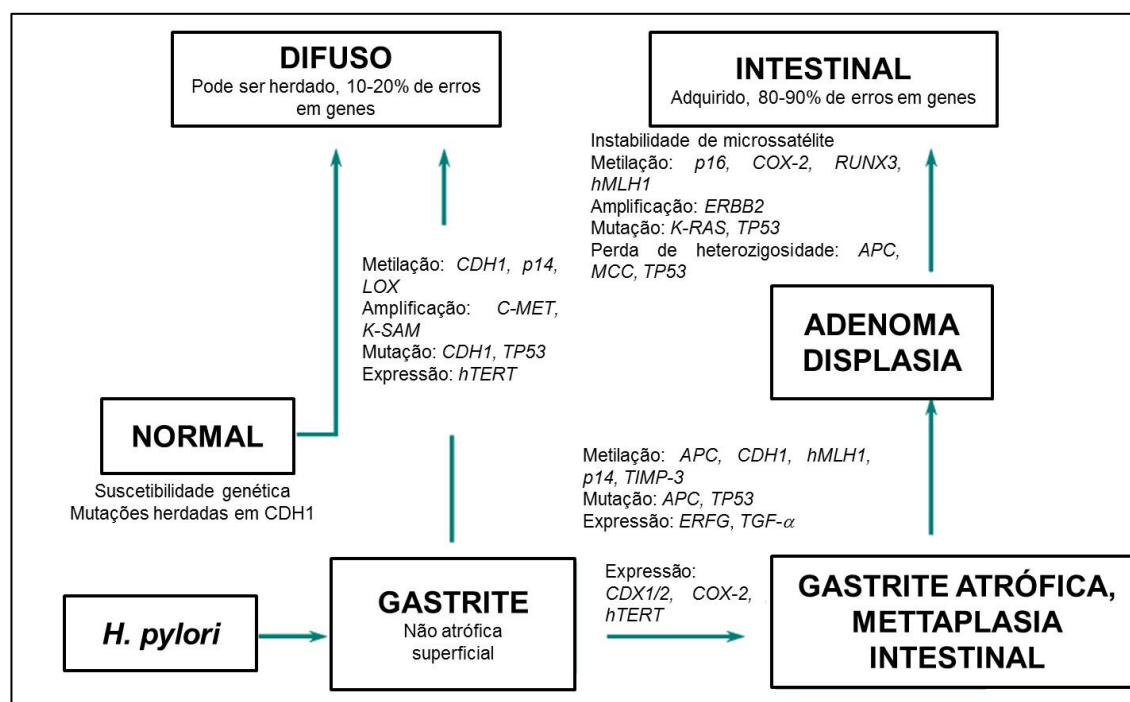 DIFUSO
Pode ser herdado, 10-20% de erros
em genes
INTESTINAL
Adquirido, 80-90% de erros em genes
Instabilidade de microssatélite
Metilação: p16, COX-2, RUNX3,
hMLH1
Amplificação: ERBB2
Mutação: K-RAS, TP53
Perda de heterozigosidade: APC,
MCC, TP53
Metilação: CDH1, p14,
LOX
Amplificação: C-MET,
K-SAM
Mutação: CDH1, TP53
Expressão: hTERT
ADENOMA
DISPLASIA
NORMAL
Suscetibilidade genética
Mutações herdadas em CDH1
Metilação: APC, CDH1, hMLH1,
p14, TIMP-3
Mutação: APC, TP53
Expressão: ERFG, TGF-α
H. pylori
GASTRITE
Não atrófica
superficial
Expressão:
CDX1/2, COX-2,
hTERT
GASTRITE ATRÓFICA,
METTAPLASIA
INTESTINAL